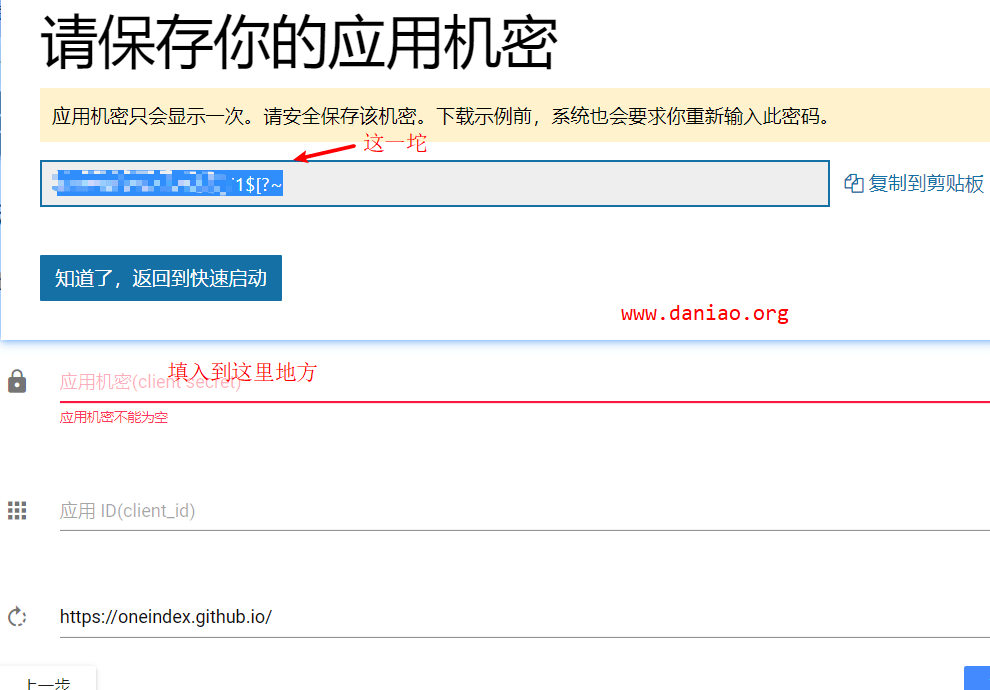 请保存你的应用机密
应用机密只会显示一次。请安全保存该机密。下载示例前，系统也会要求你重新输入此密码。
这一坨
1$[?~
复制到剪贴板
知道了，返回到快速启动
www.daniao.org
填入到这里地方
应用机密(client secret)
应用机密不能为空
应用 ID(client_id)
https://oneindex.github.io/
上一步